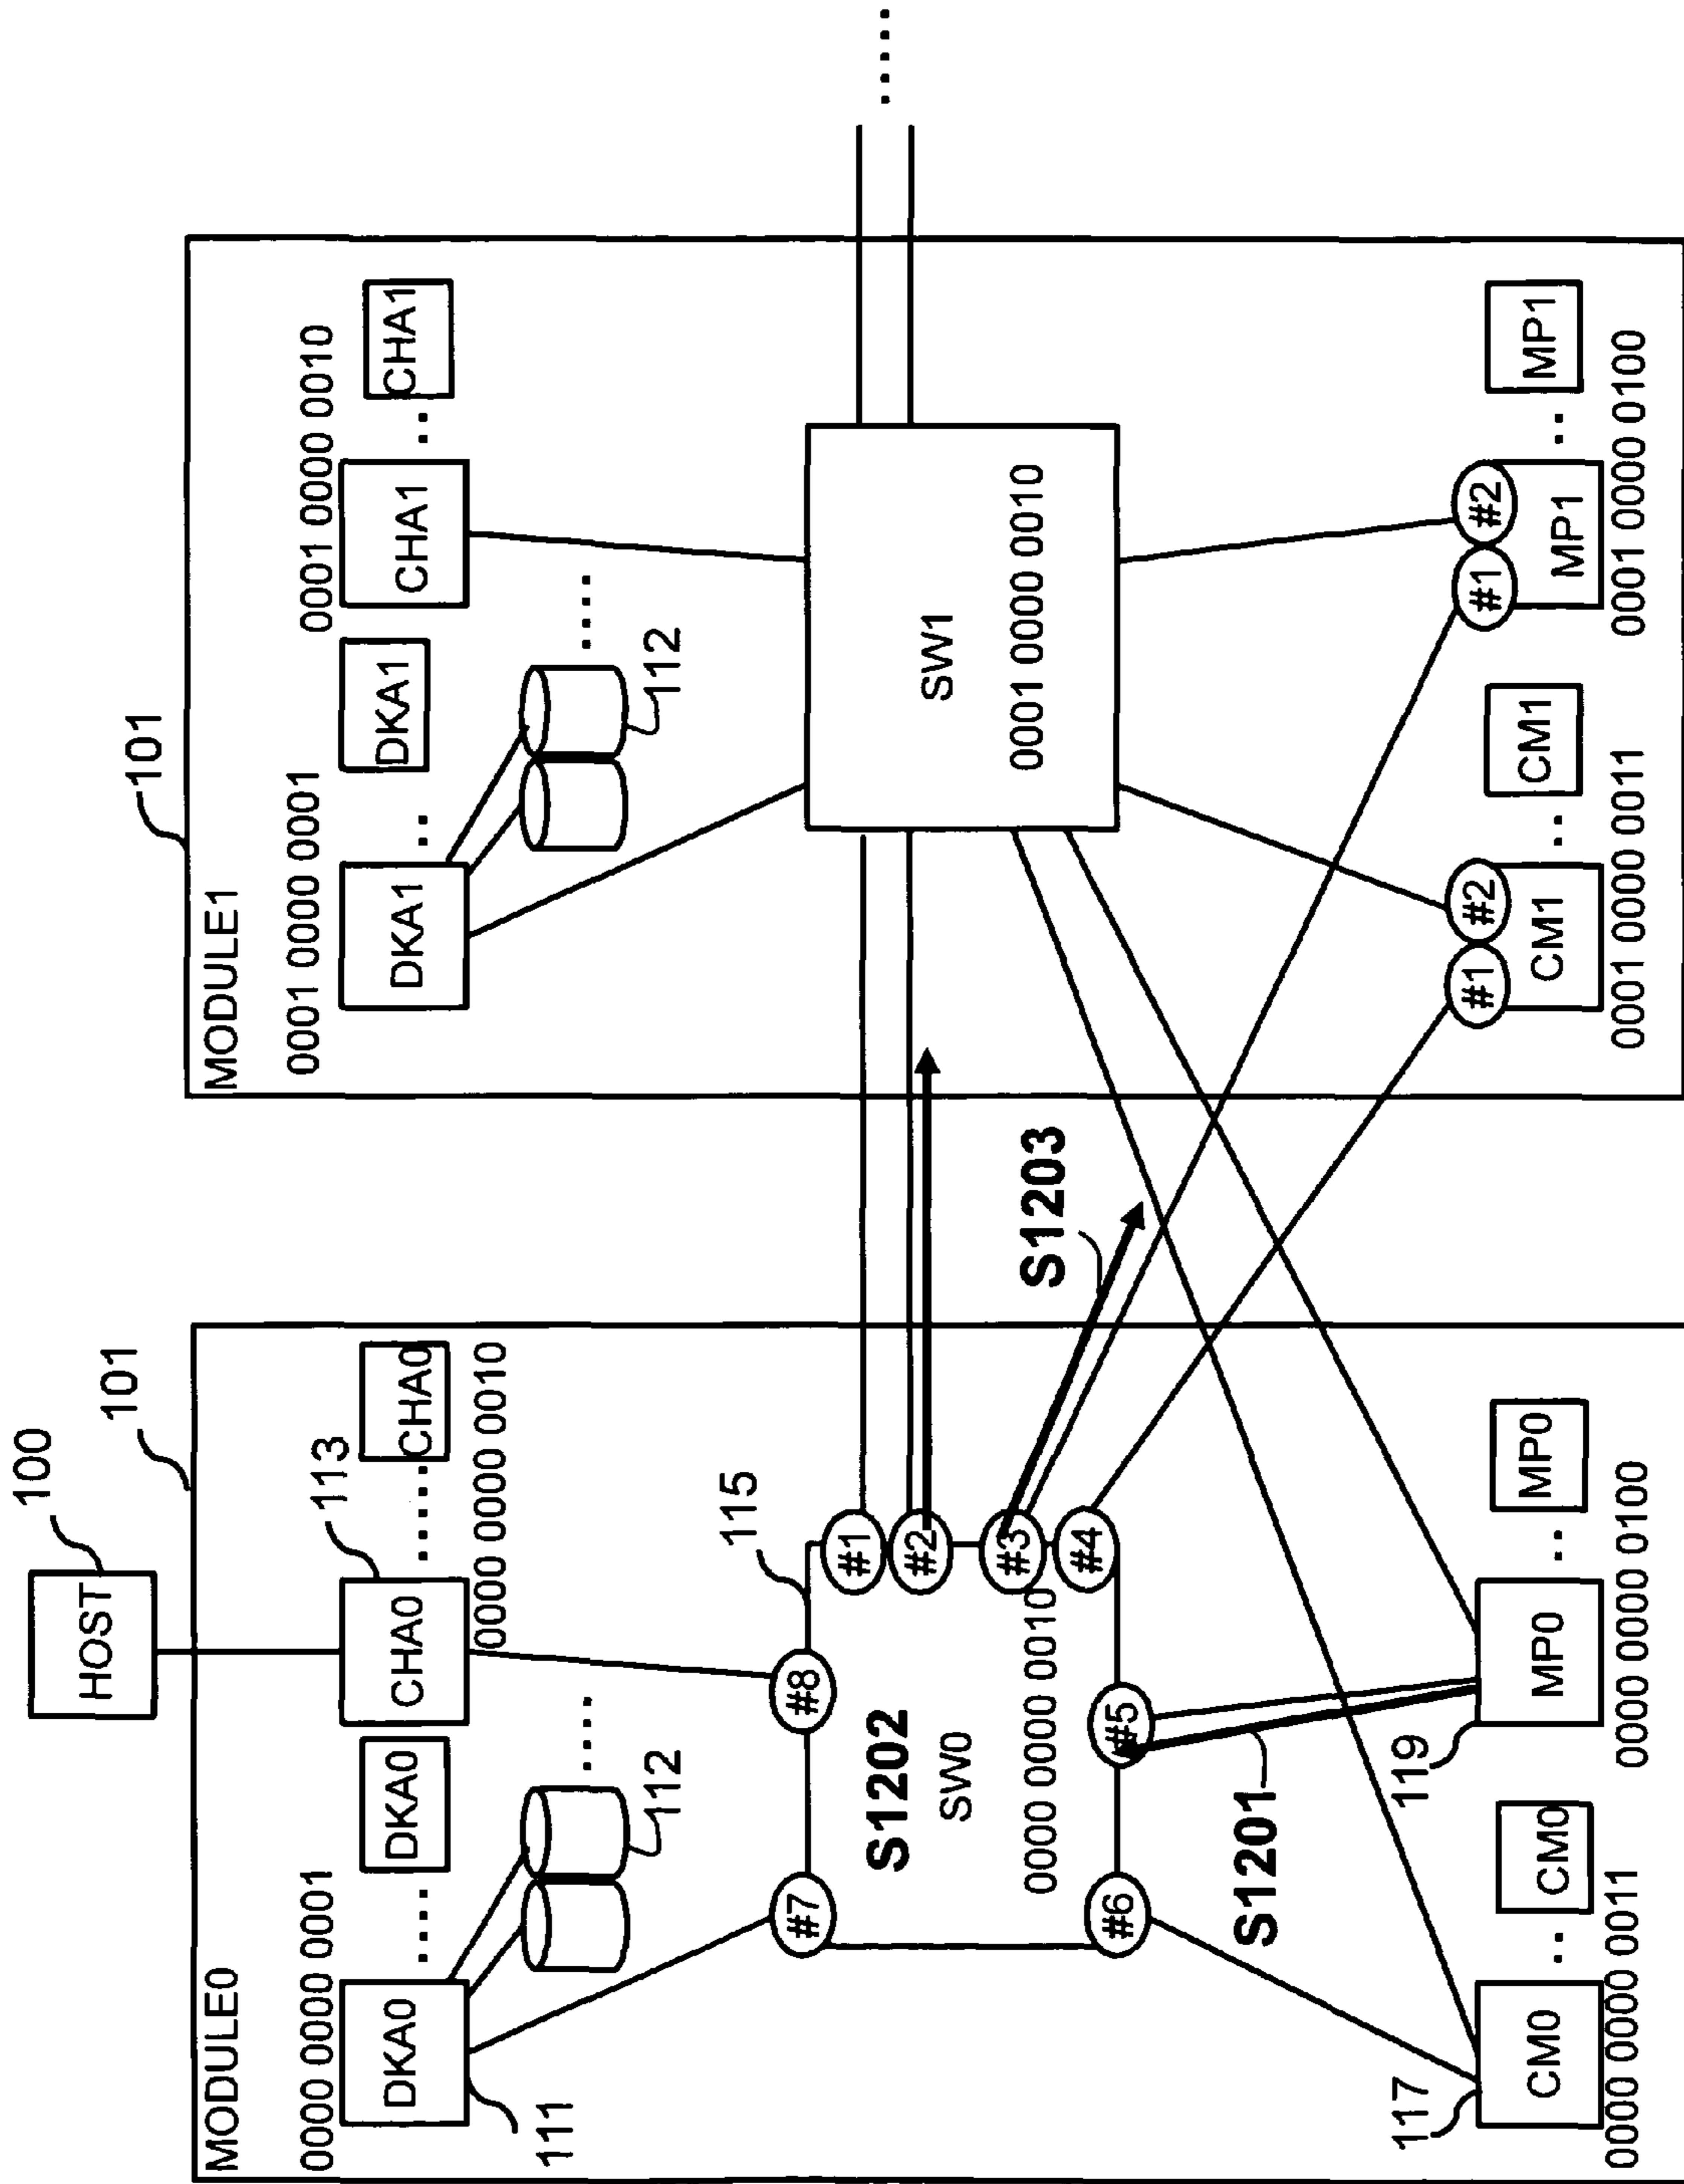 HOST
100
MODULE0
101
0000 0000 0001
DKA0
.....
DKA0
CHA0
113
......
CHA0
0000 0000 0010
111
....
112
#7
#8
115
S1202
SW0
0000 0000 0010
#1
#2
#3
#4
#5
#6
S1203
S1201
117
CM0
..
CM0
0000 0000 0011
119
MP0
..
MP0
0000 0000 0100
MODULE1
101
0001 0000 0001
DKA1
..
DKA1
0001 0000 0010
CHA1
..
CHA1
....
112
SW1
0001 0000 0010
.....
#1
#2
CM1
..
CM1
0001 0000 0011
#1
#2
MP1
..
MP1
0001 0000 0100